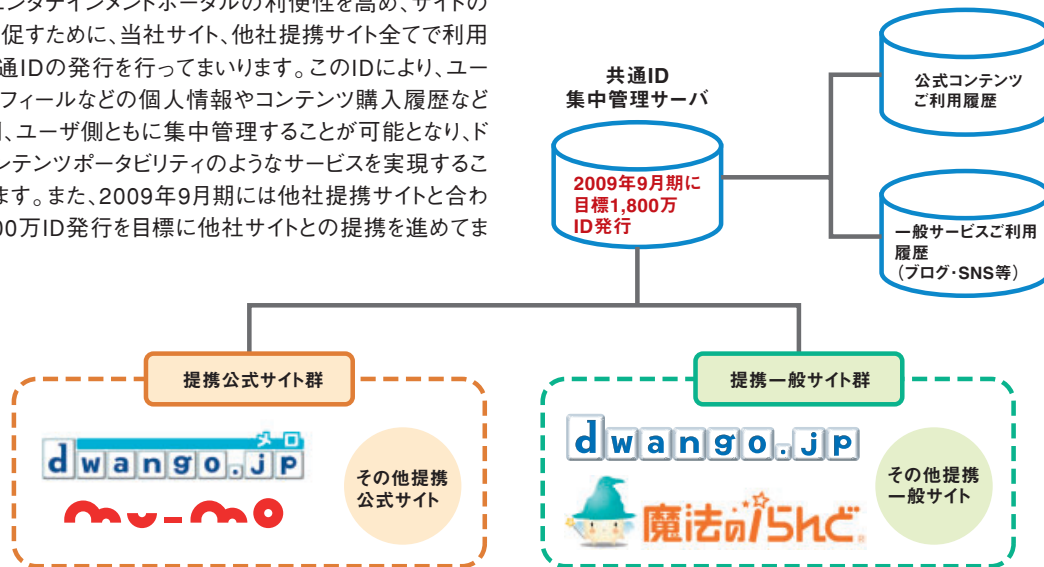 エンタテインメントポータルの利便性を高め、サイトの
促すために、当社サイト、他社提携サイト全てで利用
通IDの発行を行ってまいります。このIDにより、ユー
フィールなどの個人情報やコンテンツ購入履歴など
、ユーザ側ともに集中管理することが可能となり、ド
ンテンツポータビリティのようなサービスを実現するこ
ます。また、2009年9月期には他社提携サイトと合わ
00万ID発行を目標に他社サイトとの提携を進めてま
共通ID
集中管理サーバ
2009年9月期に
目標1,800万
ID発行
公式コンテンツ
ご利用履歴
一般サービスご利用
履歴
（ブログ・SNS等）
提携公式サイト群
メロ
dwango.jp
mu-mo
その他提携
公式サイト
提携一般サイト群
dwango.jp
魔法のiらんど
その他提携
一般サイト